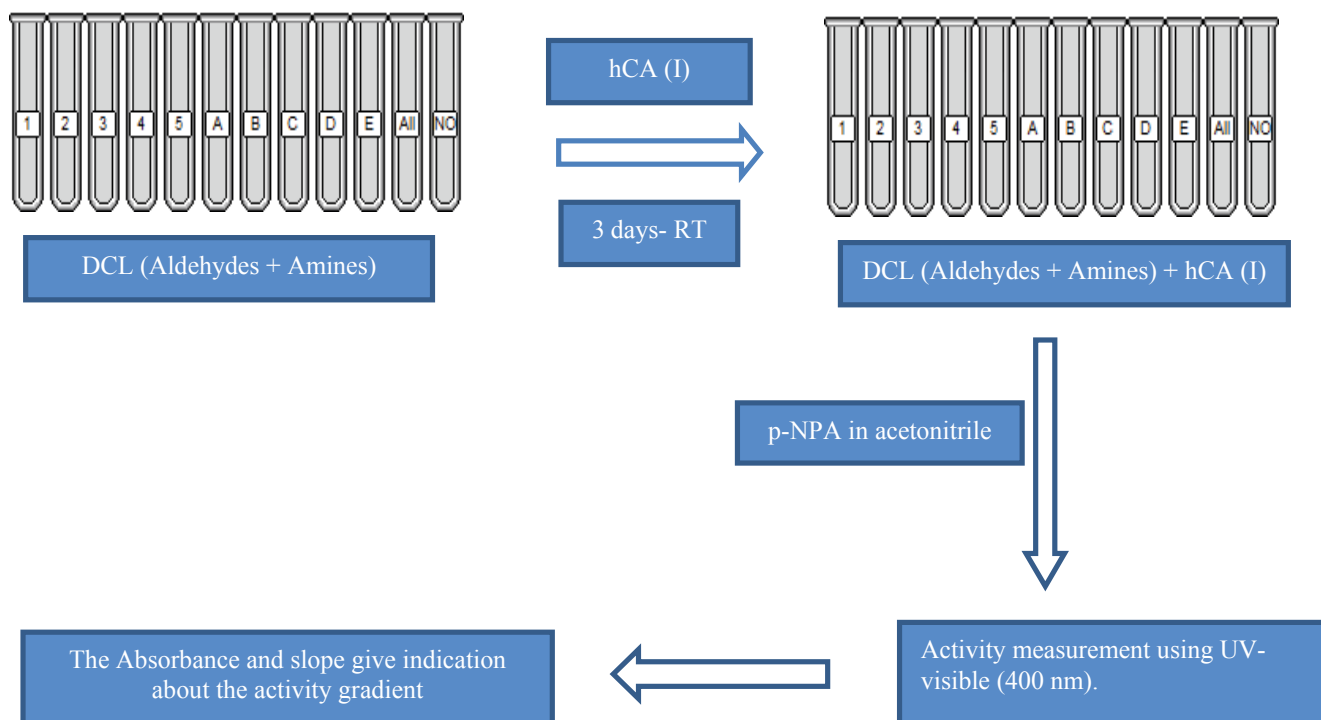 1 2 3 4 5 A B C D E All NO
DCL (Aldehydes + Amines)
hCA (I)
3 days- RT
1 2 3 4 5 A B C D E All NO
DCL (Aldehydes + Amines) + hCA (I)
p-NPA in acetonitrile
Activity measurement using UV-
visible (400 nm).
The Absorbance and slope give indication
about the activity gradient